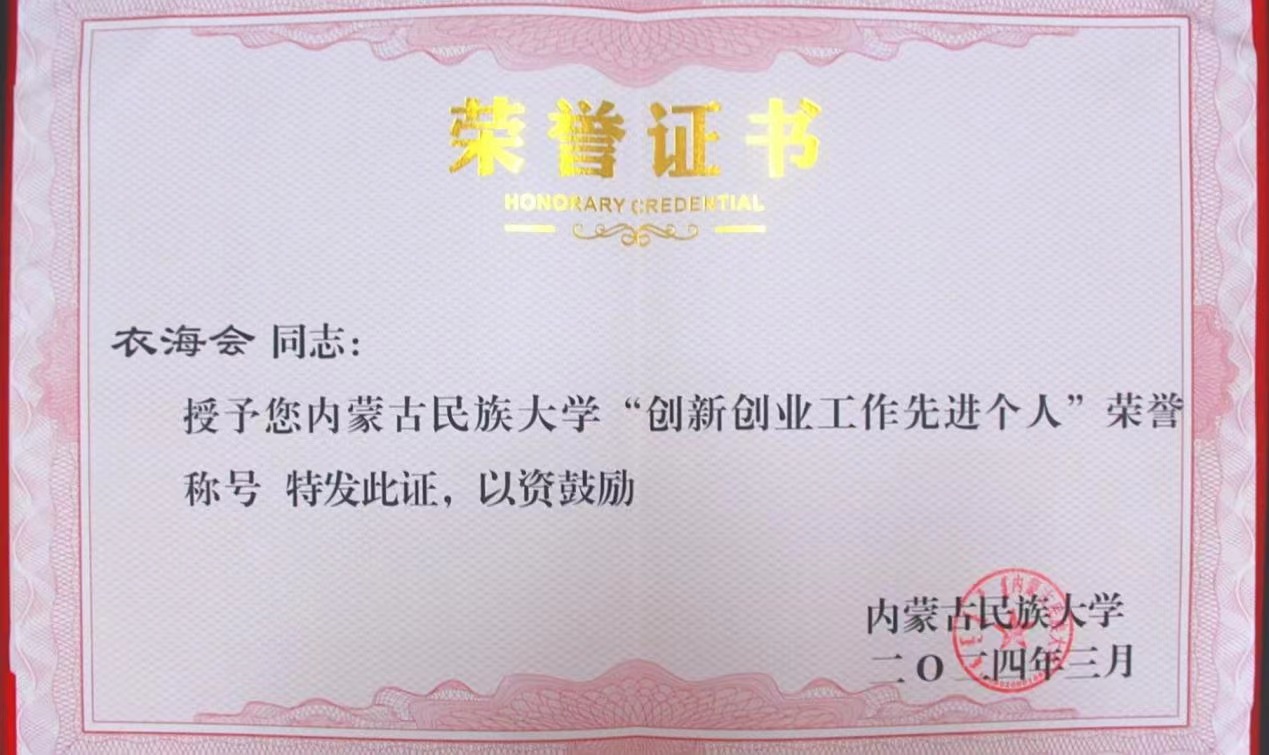 荣誉证书
HONORARY CREDENTIAL
衣海会 同志：
授予您内蒙古民族大学“创新创业工作先进个人”荣誉
称号 特发此证，以资鼓励
内蒙古民族大学
二O二四年三月